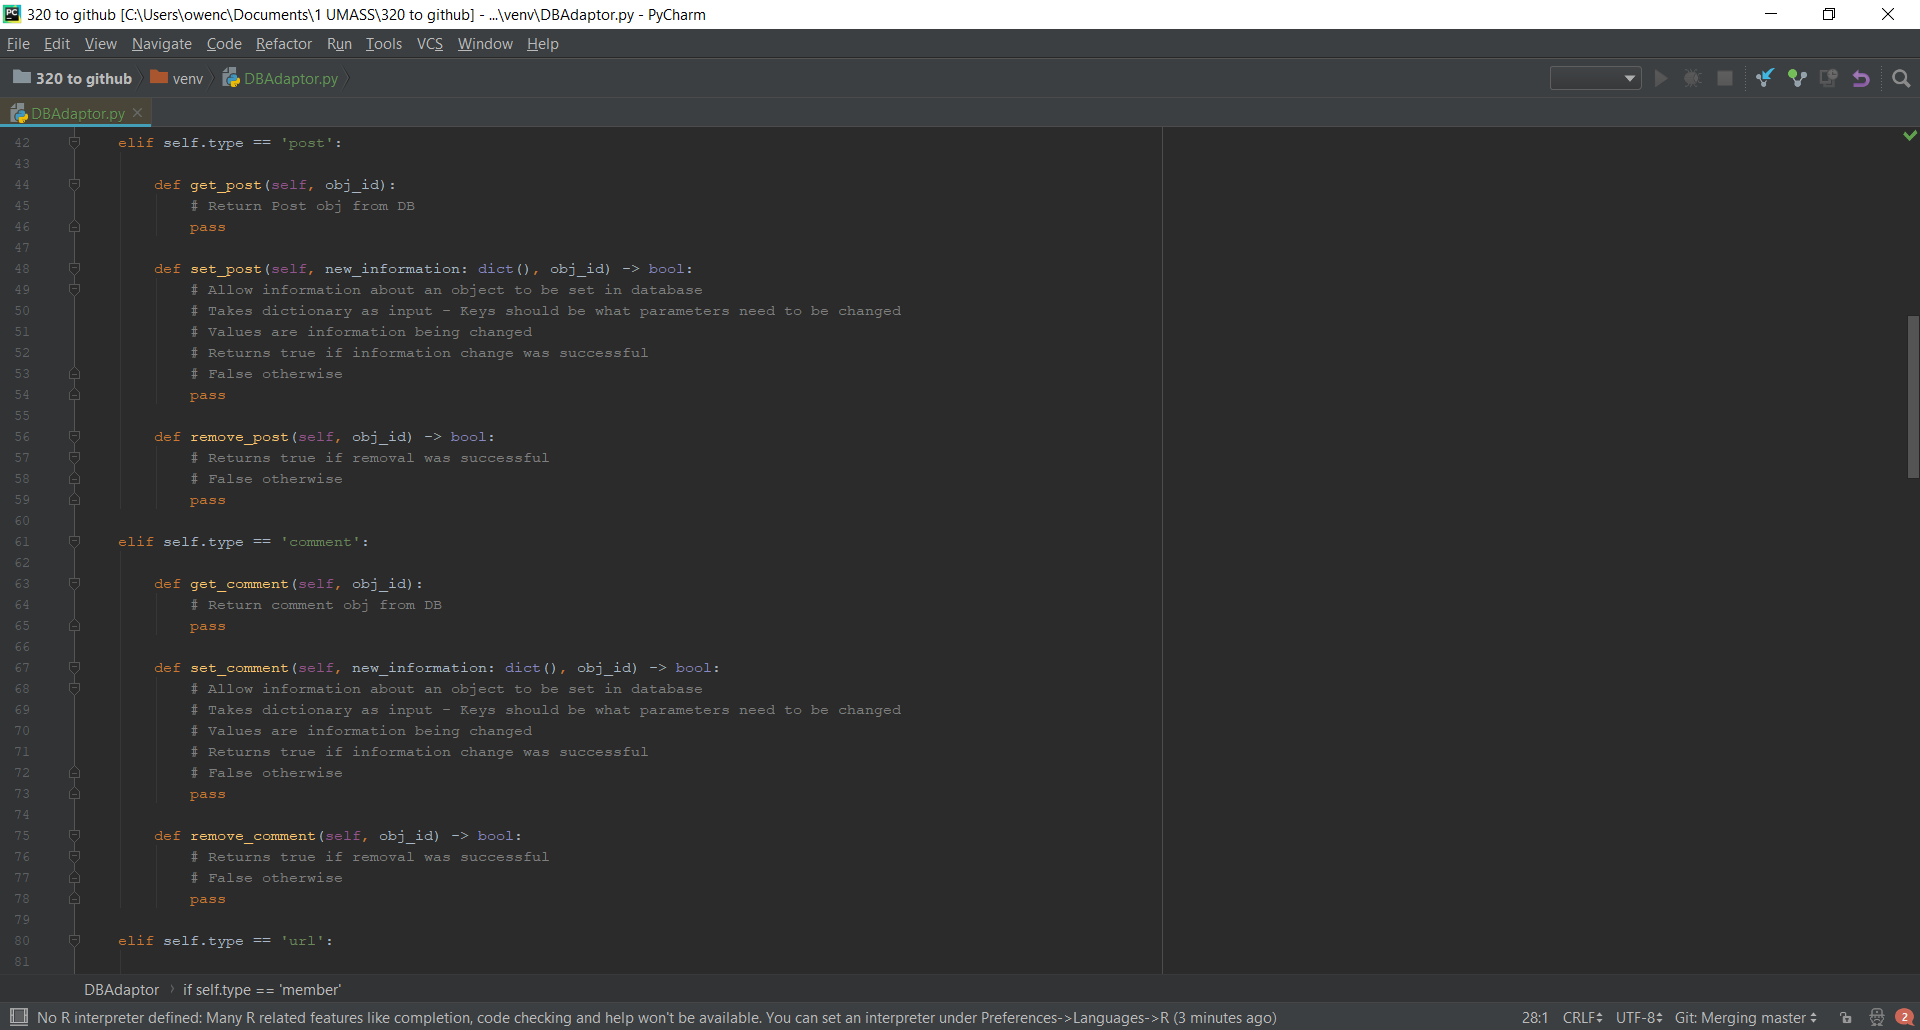 320 to github [C:\Users\owenc\Documents\1 UMASS\320 to github] - ...\venv\DBAdaptor.py - PyCharm
File Edit View Navigate Code Refactor Run Tools VCS Window Help
320 to github venv DBAdaptor.py
DBAdaptor.py
42 elif self.type == 'post':
43
44 def get_post(self, obj_id):
45 # Return Post obj from DB
46 pass
47
48 def set_post(self, new_information: dict(), obj_id) -> bool:
49 # Allow information about an object to be set in database
50 # Takes dictionary as input - Keys should be what parameters need to be changed
51 # Values are information being changed
52 # Returns true if information change was successful
53 # False otherwise
54 pass
55
56 def remove_post(self, obj_id) -> bool:
57 # Returns true if removal was successful
58 # False otherwise
59 pass
60
61 elif self.type == 'comment':
62
63 def get_comment(self, obj_id):
64 # Return comment obj from DB
65 pass
66
67 def set_comment(self, new_information: dict(), obj_id) -> bool:
68 # Allow information about an object to be set in database
69 # Takes dictionary as input - Keys should be what parameters need to be changed
70 # Values are information being changed
71 # Returns true if information change was successful
72 # False otherwise
73 pass
74
75 def remove_comment(self, obj_id) -> bool:
76 # Returns true if removal was successful
77 # False otherwise
78 pass
79
80 elif self.type == 'url':
81
DBAdaptor if self.type == 'member'
No R interpreter defined: Many R related features like completion, code checking and help won't be available. You can set an interpreter under Preferences->Languages->R (3 minutes ago) 28:1 CRLF UTF-8 Git: Merging master 2